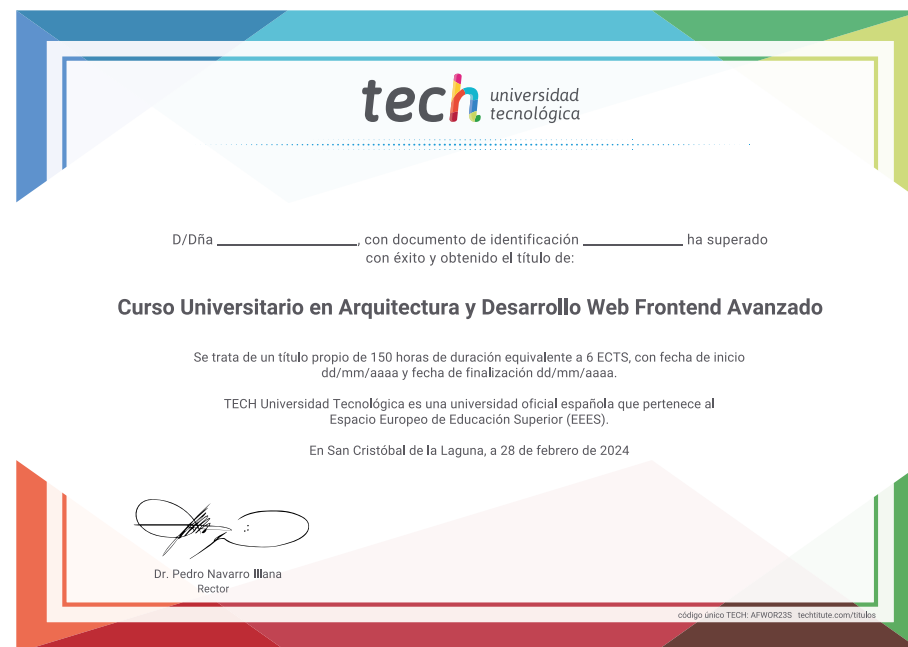 tech universidad
tecnológica
D/Dña ____________________, con documento de identificación ______________ ha superado
con éxito y obtenido el título de:
Curso Universitario en Arquitectura y Desarrollo Web Frontend Avanzado
Se trata de un título propio de 150 horas de duración equivalente a 6 ECTS, con fecha de inicio
dd/mm/aaaa y fecha de finalización dd/mm/aaaa.
TECH Universidad Tecnológica es una universidad oficial española que pertenece al
Espacio Europeo de Educación Superior (EEES).
En San Cristóbal de la Laguna, a 28 de febrero de 2024
Dr. Pedro Navarro Illana
Rector
código único TECH: AFWOR23S techtitute.com/titulos